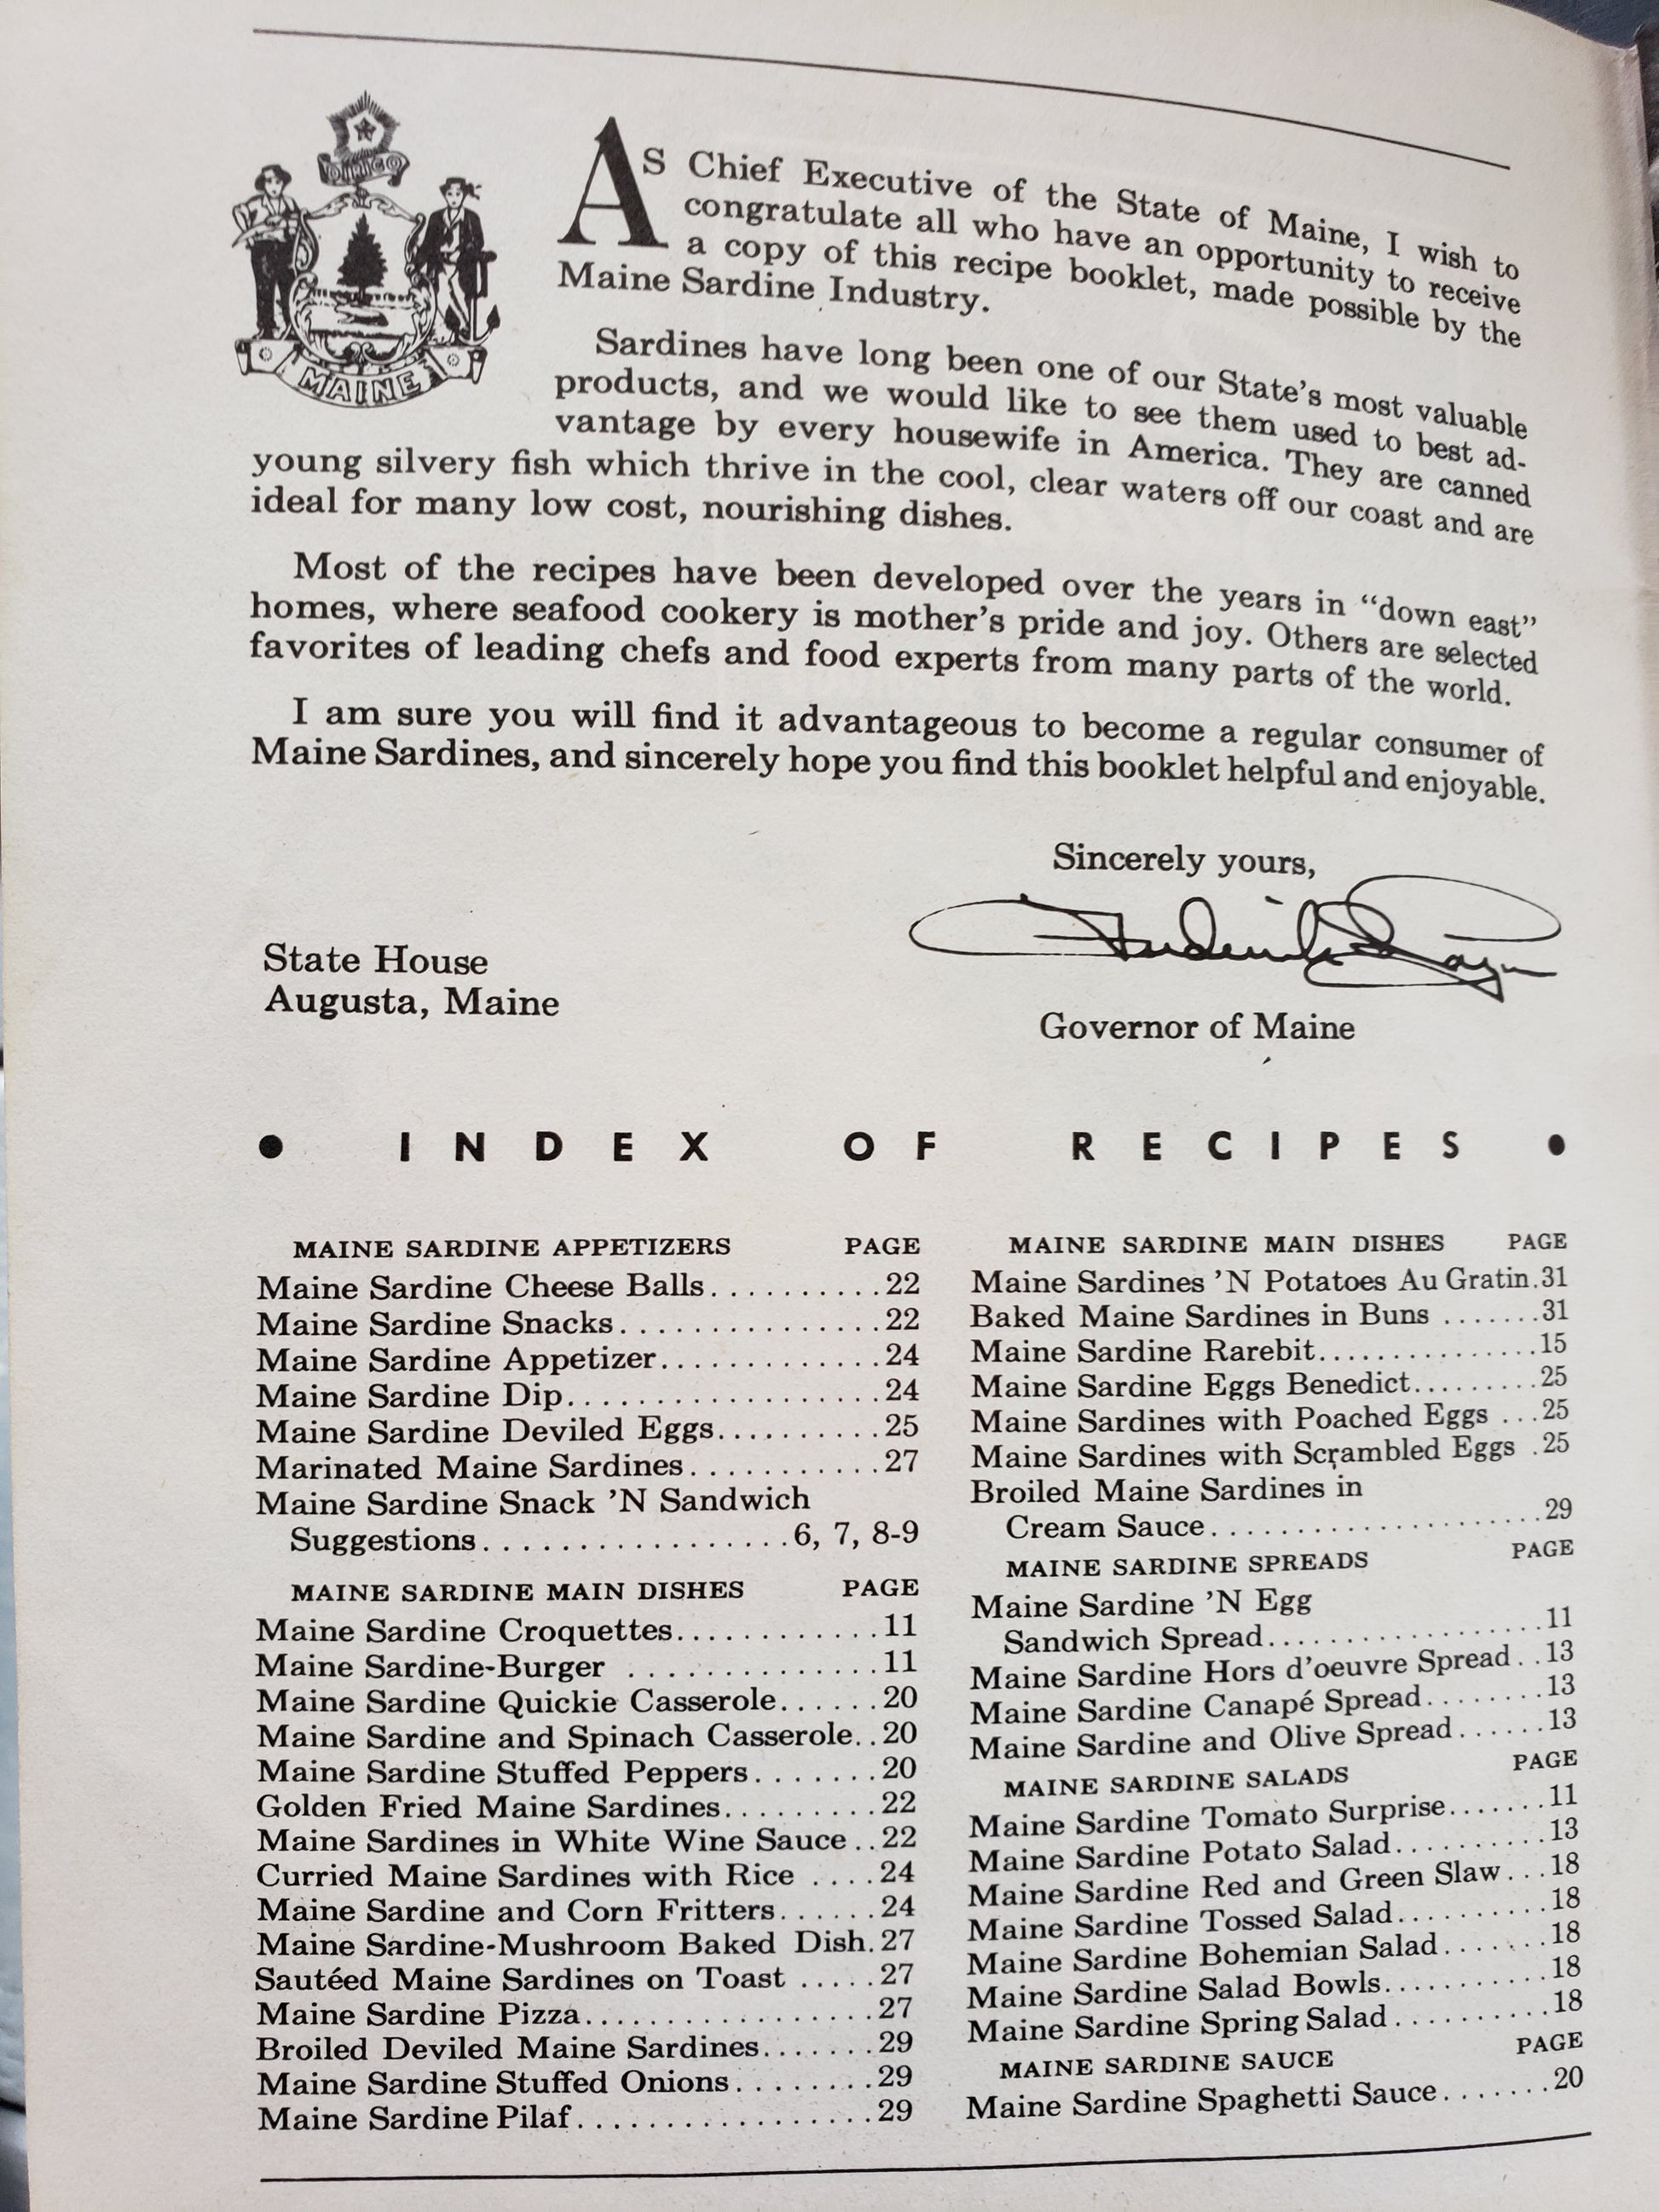 DIRIGO
MAINE
AS Chief Executive of the State of Maine, I wish to
congratulate all who have an opportunity to receive
a copy of this recipe booklet, made possible by the
Maine Sardine Industry.
Sardines have long been one of our State's most valuable
products, and we would like to see them used to best ad-
vantage by every housewife in America. They are canned
young silvery fish which thrive in the cool, clear waters off our coast and are
ideal for many low cost, nourishing dishes.
Most of the recipes have been developed over the years in “down east”
homes, where seafood cookery is mother's pride and joy. Others are selected
favorites of leading chefs and food experts from many parts of the world.
I am sure you will find it advantageous to become a regular consumer of
Maine Sardines, and sincerely hope you find this booklet helpful and enjoyable.
Sincerely yours,
Frederick G Payne
State House
Augusta, Maine
Governor of Maine
• INDEX OF RECIPES •
MAINE SARDINE APPETIZERS PAGE
Maine Sardine Cheese Balls..........22
Maine Sardine Snacks...............22
Maine Sardine Appetizer............24
Maine Sardine Dip.................24
Maine Sardine Deviled Eggs..........25
Marinated Maine Sardines...........27
Maine Sardine Snack 'N Sandwich
Suggestions.................6, 7, 8-9
MAINE SARDINE MAIN DISHES PAGE
Maine Sardine Croquettes............11
Maine Sardine-Burger .............11
Maine Sardine Quickie Casserole......20
Maine Sardine and Spinach Casserole..20
Maine Sardine Stuffed Peppers.......20
Golden Fried Maine Sardines.........22
Maine Sardines in White Wine Sauce..22
Curried Maine Sardines with Rice ....24
Maine Sardine and Corn Fritters......24
Maine Sardine-Mushroom Baked Dish.27
Sautéed Maine Sardines on Toast .....27
Maine Sardine Pizza................27
Broiled Deviled Maine Sardines.......29
Maine Sardine Stuffed Onions........29
Maine Sardine Pilaf.................29
MAINE SARDINE MAIN DISHES PAGE
Maine Sardines 'N Potatoes Au Gratin.31
Baked Maine Sardines in Buns .......31
Maine Sardine Rarebit...............15
Maine Sardine Eggs Benedict.........25
Maine Sardines with Poached Eggs ...25
Maine Sardines with Scrambled Eggs .25
Broiled Maine Sardines in
Cream Sauce.....................29
MAINE SARDINE SPREADS PAGE
Maine Sardine 'N Egg
Sandwich Spread.................11
Maine Sardine Hors d'oeuvre Spread..13
Maine Sardine Canapé Spread........13
Maine Sardine and Olive Spread......13
MAINE SARDINE SALADS PAGE
Maine Sardine Tomato Surprise.......11
Maine Sardine Potato Salad..........13
Maine Sardine Red and Green Slaw...18
Maine Sardine Tossed Salad..........18
Maine Sardine Bohemian Salad.......18
Maine Sardine Salad Bowls...........18
Maine Sardine Spring Salad..........18
MAINE SARDINE SAUCE PAGE
Maine Sardine Spaghetti Sauce.......20